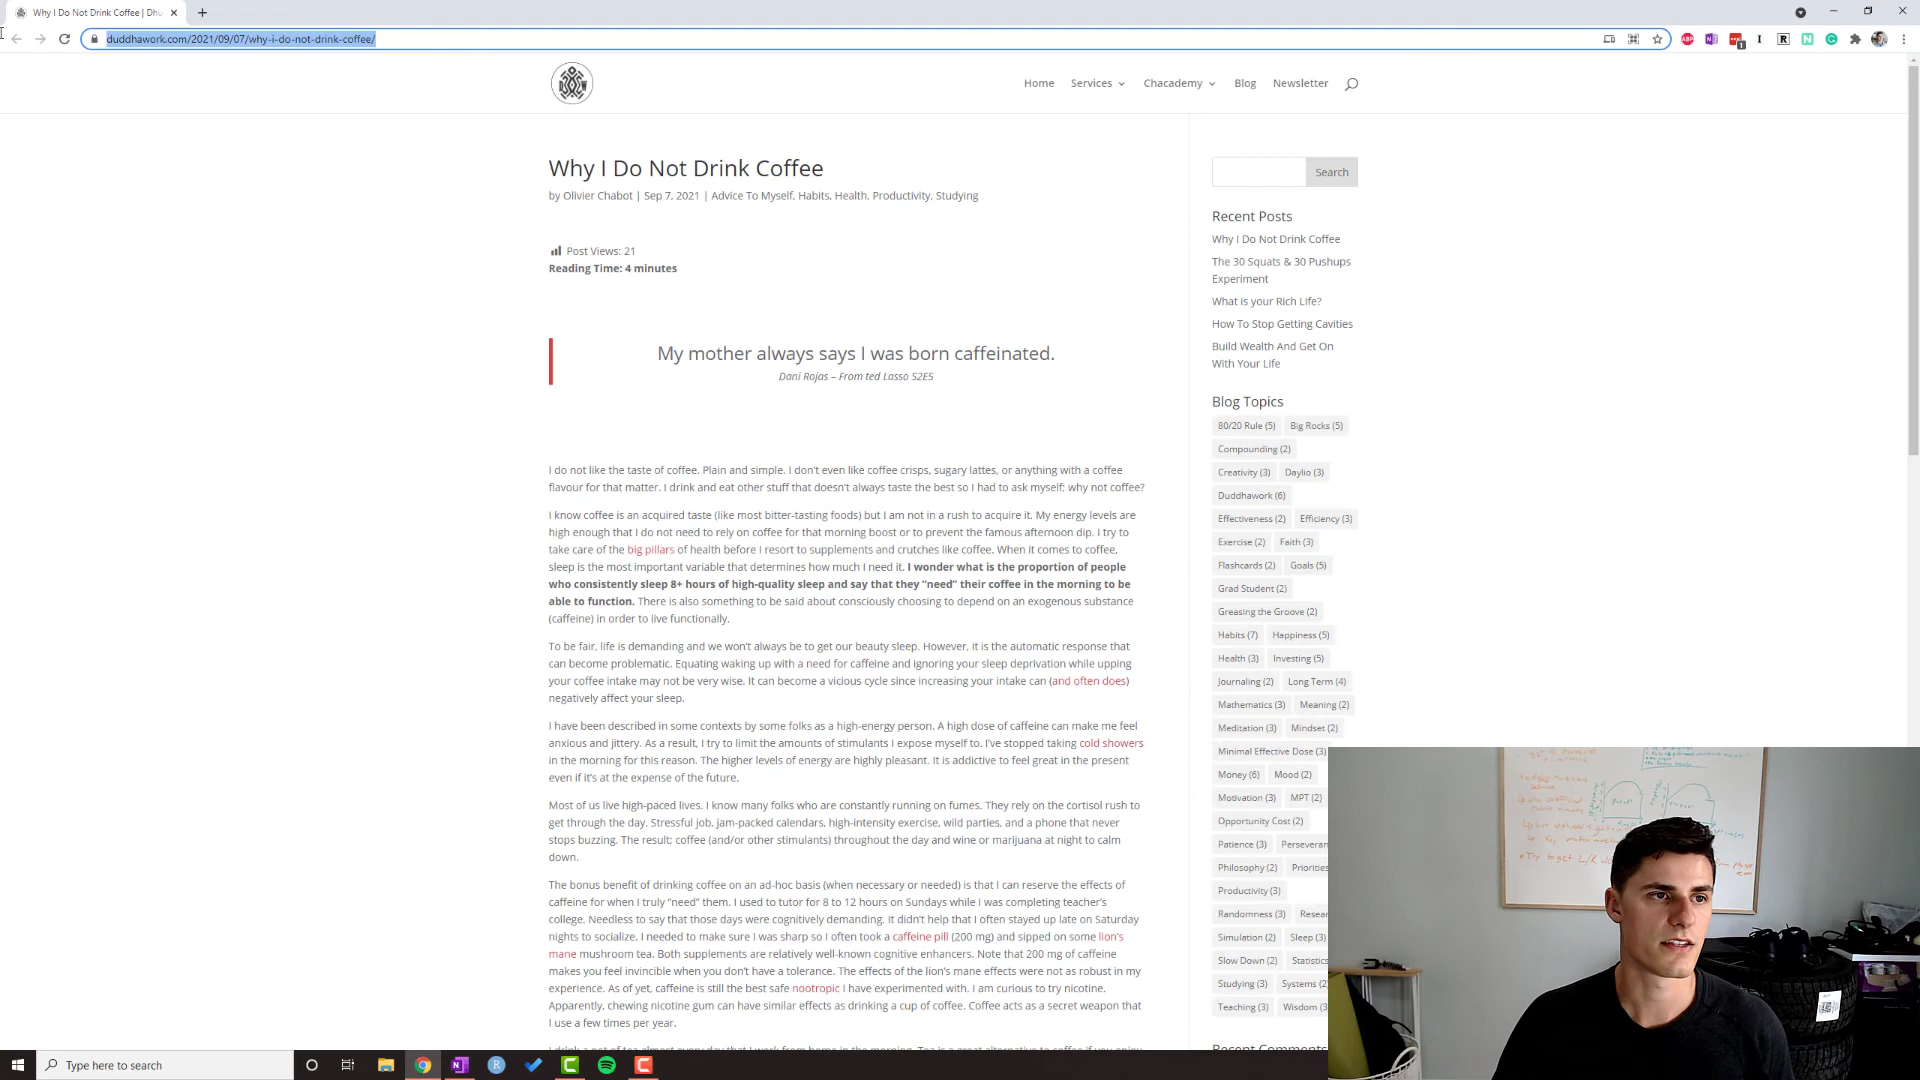 Why I Do Not Drink Coffee | Dhu
duddhawork.com/2021/09/07/why-i-do-not-drink-coffee/
Home Services Chacademy Blog Newsletter
Why I Do Not Drink Coffee
by Olivier Chabot | Sep 7, 2021 | Advice To Myself, Habits, Health, Productivity, Studying
Post Views: 21
Reading Time: 4 minutes
My mother always says I was born caffeinated.
Dani Rojas – From ted Lasso S2E5
I do not like the taste of coffee. Plain and simple. I don't even like coffee crisps, sugary lattes, or anything with a coffee
flavour for that matter. I drink and eat other stuff that doesn't always taste the best so I had to ask myself; why not coffee?
I know coffee is an acquired taste (like most bitter-tasting foods) but I am not in a rush to acquire it. My energy levels are
high enough that I do not need to rely on coffee for that morning boost or to prevent the famous afternoon dip. I try to
take care of the big pillars of health before I resort to supplements and crutches like coffee. When it comes to coffee,
sleep is the most important variable that determines how much I need it. I wonder what is the proportion of people
who consistently sleep 8+ hours of high-quality sleep and say that they "need" their coffee in the morning to be
able to function. There is also something to be said about consciously choosing to depend on an exogenous substance
(caffeine) in order to live functionally.
To be fair, life is demanding and we won't always be to get our beauty sleep. However, it is the automatic response that
can become problematic. Equating waking up with a need for caffeine and ignoring your sleep deprivation while upping
your coffee intake may not be very wise. It can become a vicious cycle since increasing your intake can (and often does)
negatively affect your sleep.
I have been described in some contexts by some folks as a high-energy person. A high dose of caffeine can make me feel
anxious and jittery. As a result, I try to limit the amounts of stimulants I expose myself to. I've stopped taking cold showers
in the morning for this reason. The higher levels of energy are highly pleasant. It is addictive to feel great in the present
even if it's at the expense of the future.
Most of us live high-paced lives. I know many folks who are constantly running on fumes. They rely on the cortisol rush to
get through the day. Stressful job, jam-packed calendars, high-intensity exercise, wild parties, and a phone that never
stops buzzing. The result: coffee (and/or other stimulants) throughout the day and wine or marijuana at night to calm
down.
The bonus benefit of drinking coffee on an ad-hoc basis (when necessary or needed) is that I can reserve the effects of
caffeine for when I truly "need" them. I used to tutor for 8 to 12 hours on Sundays while I was completing teacher's
college. Needless to say that those days were cognitively demanding. It didn't help that I often stayed up late on Saturday
nights to socialize. I needed to make sure I was sharp so I often took a caffeine pill (200 mg) and sipped on some lion's
mane mushroom tea. Both supplements are relatively well-known cognitive enhancers. Note that 200 mg of caffeine
makes you feel invincible when you don't have a tolerance. The effects of the lion's mane effects were not as robust in my
experience. As of yet, caffeine is still the best safe nootropic I have experimented with. I am curious to try nicotine.
Apparently, chewing nicotine gum can have similar effects as drinking a cup of coffee. Coffee acts as a secret weapon that
I use a few times per year.
Search
Recent Posts
Why I Do Not Drink Coffee
The 30 Squats & 30 Pushups
Experiment
What is your Rich Life?
How To Stop Getting Cavities
Build Wealth And Get On
With Your Life
Blog Topics
80/20 Rule (5) Big Rocks (5)
Compounding (2)
Creativity (3) Daylio (3)
Duddhawork (6)
Effectiveness (2) Efficiency (3)
Exercise (2) Faith (3)
Flashcards (2) Goals (5)
Grad Student (2)
Greasing the Groove (2)
Habits (7) Happiness (5)
Health (3) Investing (5)
Journaling (2) Long Term (4)
Mathematics (3) Meaning (2)
Meditation (3) Mindset (2)
Minimal Effective Dose (3)
Money (6) Mood (2)
Motivation (3) MPT (2)
Opportunity Cost (2)
Patience (3) Perseveran
Philosophy (2) Priorities
Productivity (3)
Randomness (3) Resear
Simulation (2) Sleep (3)
Slow Down (2) Statistics
Studying (3) Systems (2
Teaching (3) Wisdom (3
Type here to search